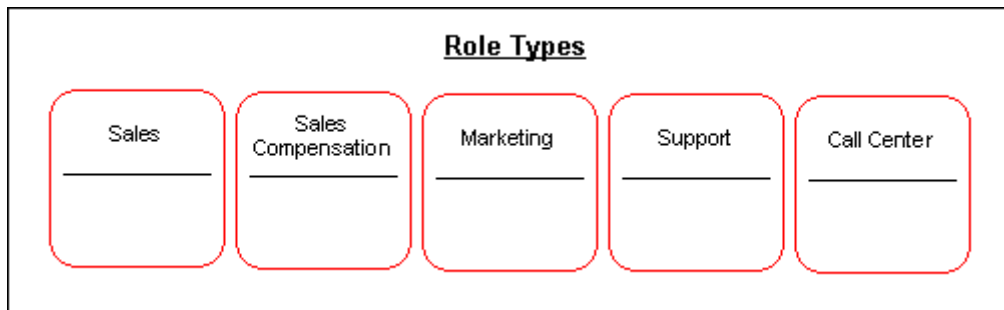 Role Types
Sales
Sales
Compensation
Marketing
Support
Call Center